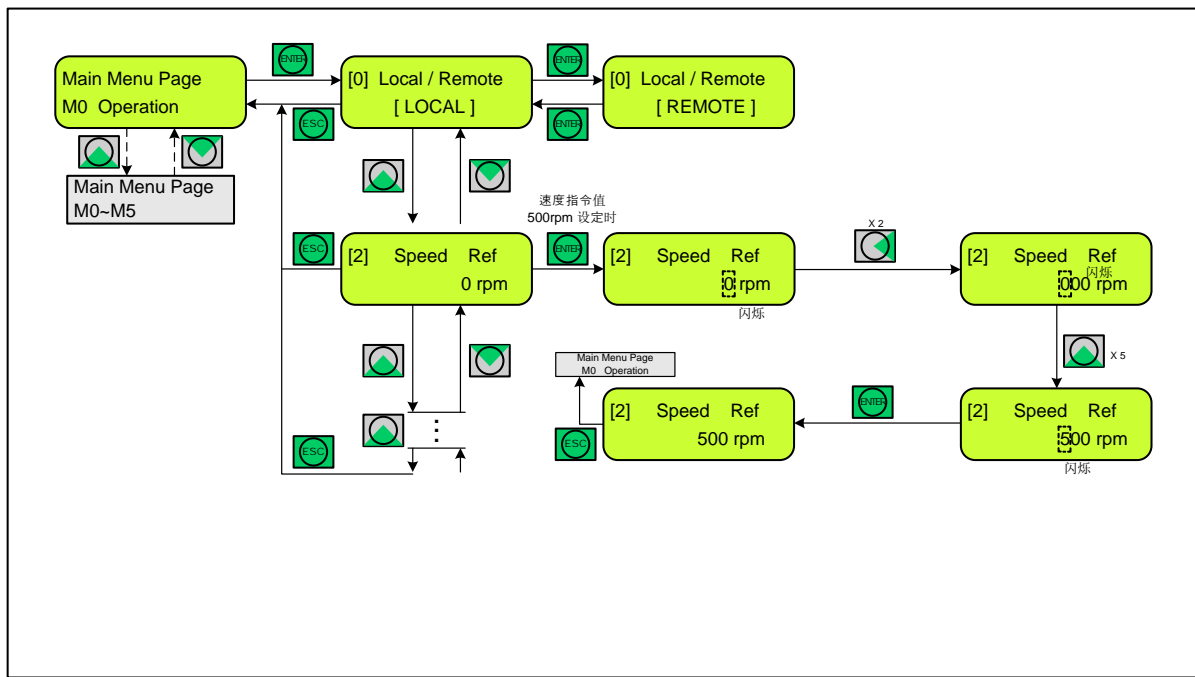 ENTER
ENTER
Main Menu Page
M0 Operation
[0] Local / Remote
[ LOCAL ]
[0] Local / Remote
[ REMOTE ]
ESC
ENTER
Main Menu Page
M0~M5
速度指令值
500rpm 设定时
X 2
ESC
ENTER
[2] Speed Ref
0 rpm
[2] Speed Ref
0 rpm
闪烁
[2] Speed Ref
闪烁
000 rpm
X 5
Main Menu Page
M0 Operation
ENTER
[2] Speed Ref
500 rpm
[2] Speed Ref
500 rpm
闪烁
ESC
ESC